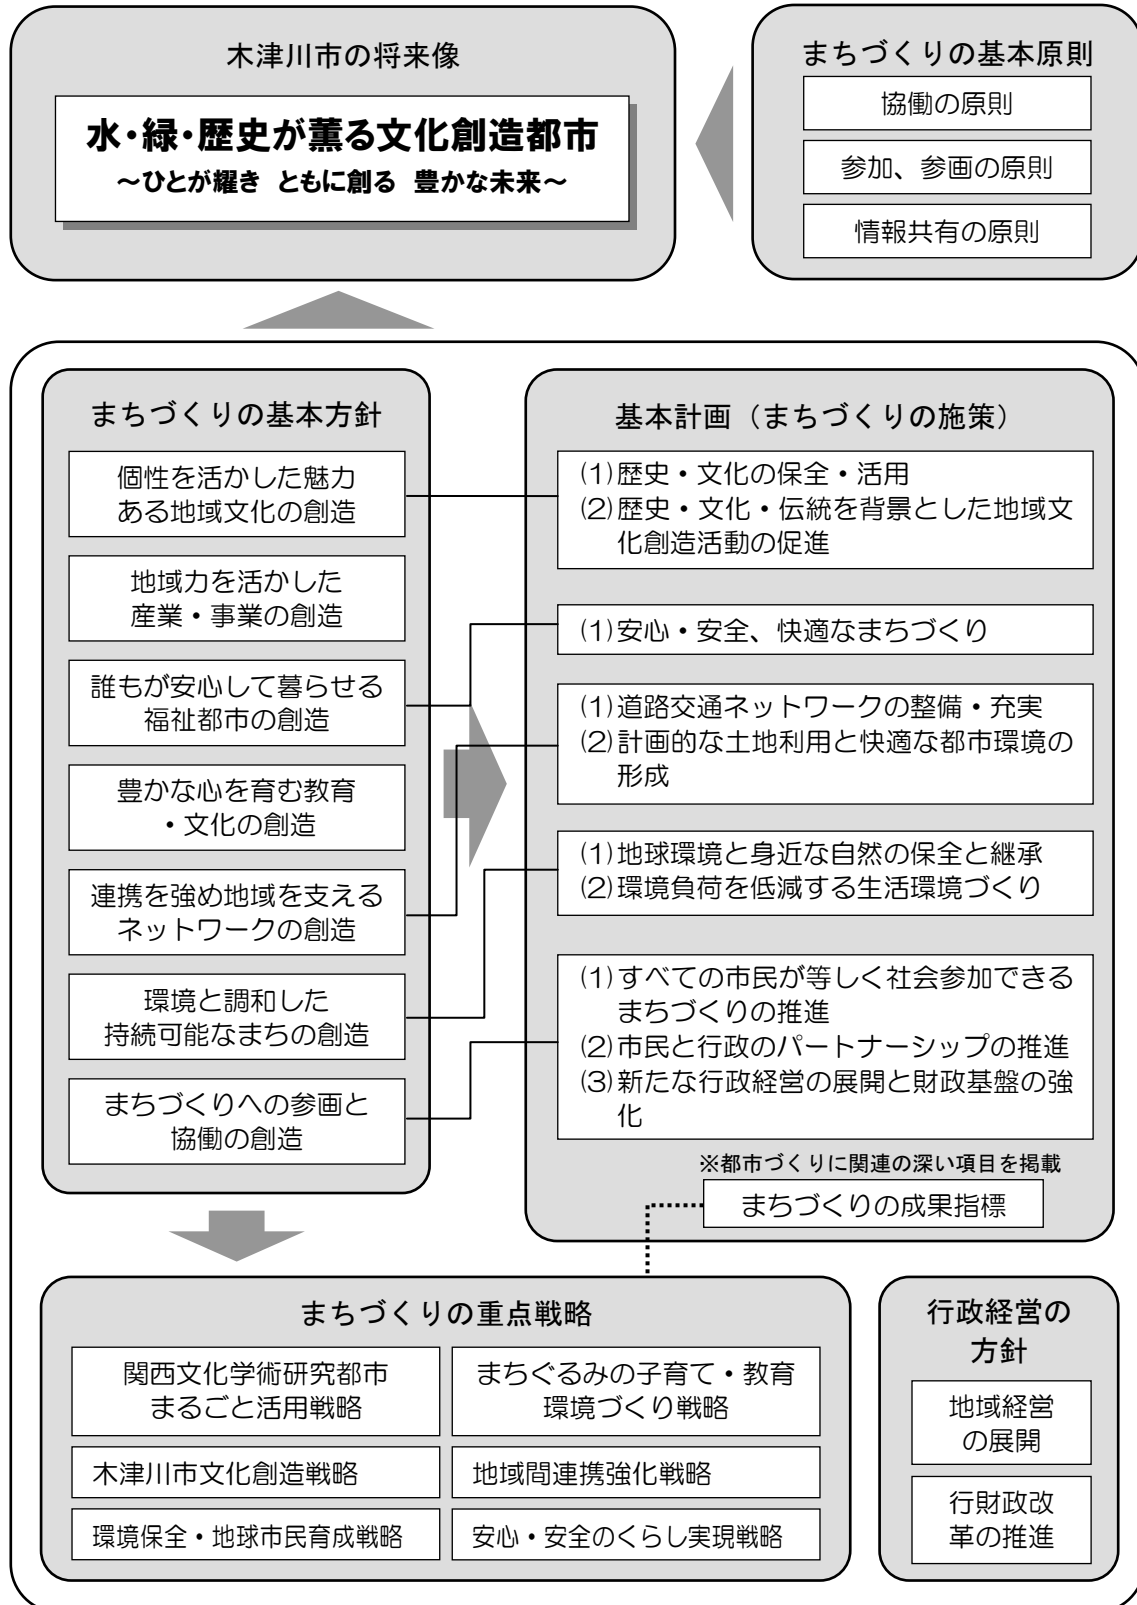 木津川市の将来像
水・緑・歴史が薫る文化創造都市
～ひとが耀き ともに創る 豊かな未来～
まちづくりの基本原則
協働の原則
参加、参画の原則
情報共有の原則
まちづくりの基本方針
個性を活かした魅力
ある地域文化の創造
地域力を活かした
産業・事業の創造
誰もが安心して暮らせる
福祉都市の創造
豊かな心を育む教育
・文化の創造
連携を強め地域を支える
ネットワークの創造
環境と調和した
持続可能なまちの創造
まちづくりへの参画と
協働の創造
基本計画（まちづくりの施策）
(1)歴史・文化の保全・活用
(2)歴史・文化・伝統を背景とした地域文
化創造活動の促進
(1)安心・安全、快適なまちづくり
(1)道路交通ネットワークの整備・充実
(2)計画的な土地利用と快適な都市環境の
形成
(1)地球環境と身近な自然の保全と継承
(2)環境負荷を低減する生活環境づくり
(1)すべての市民が等しく社会参加できる
まちづくりの推進
(2)市民と行政のパートナーシップの推進
(3)新たな行政経営の展開と財政基盤の強
化
※都市づくりに関連の深い項目を掲載
まちづくりの成果指標
まちづくりの重点戦略
関西文化学術研究都市
まるごと活用戦略
まちぐるみの子育て・教育
環境づくり戦略
木津川市文化創造戦略
地域間連携強化戦略
環境保全・地球市民育成戦略
安心・安全のくらし実現戦略
行政経営の
方針
地域経営
の展開
行財政改
革の推進